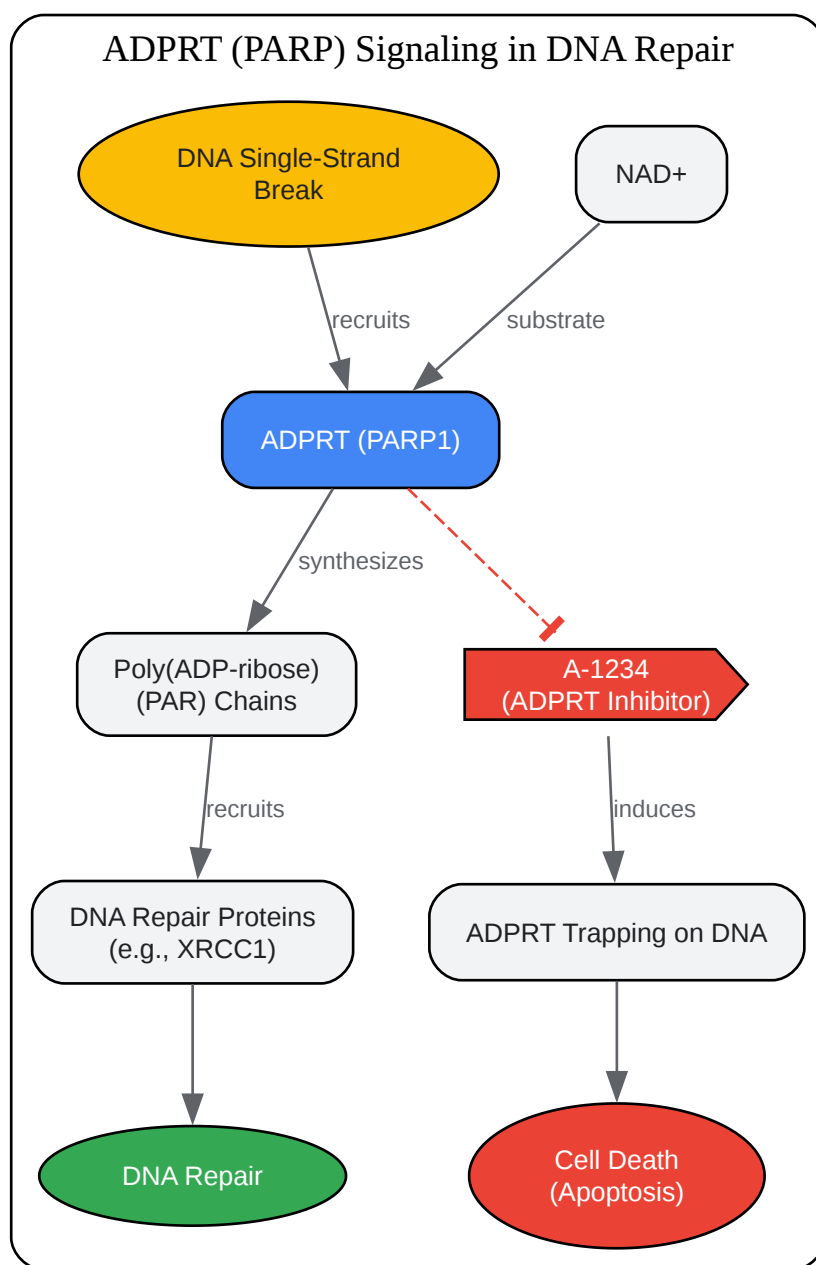 ADPRT (PARP) Signaling in DNA Repair
DNA Single-Strand
Break
NAD+
recruits
substrate
ADPRT (PARP1)
synthesizes
Poly(ADP-ribose)
(PAR) Chains
A-1234
(ADPRT Inhibitor)
recruits
induces
DNA Repair Proteins
(e.g., XRCC1)
ADPRT Trapping on DNA
DNA Repair
Cell Death
(Apoptosis)